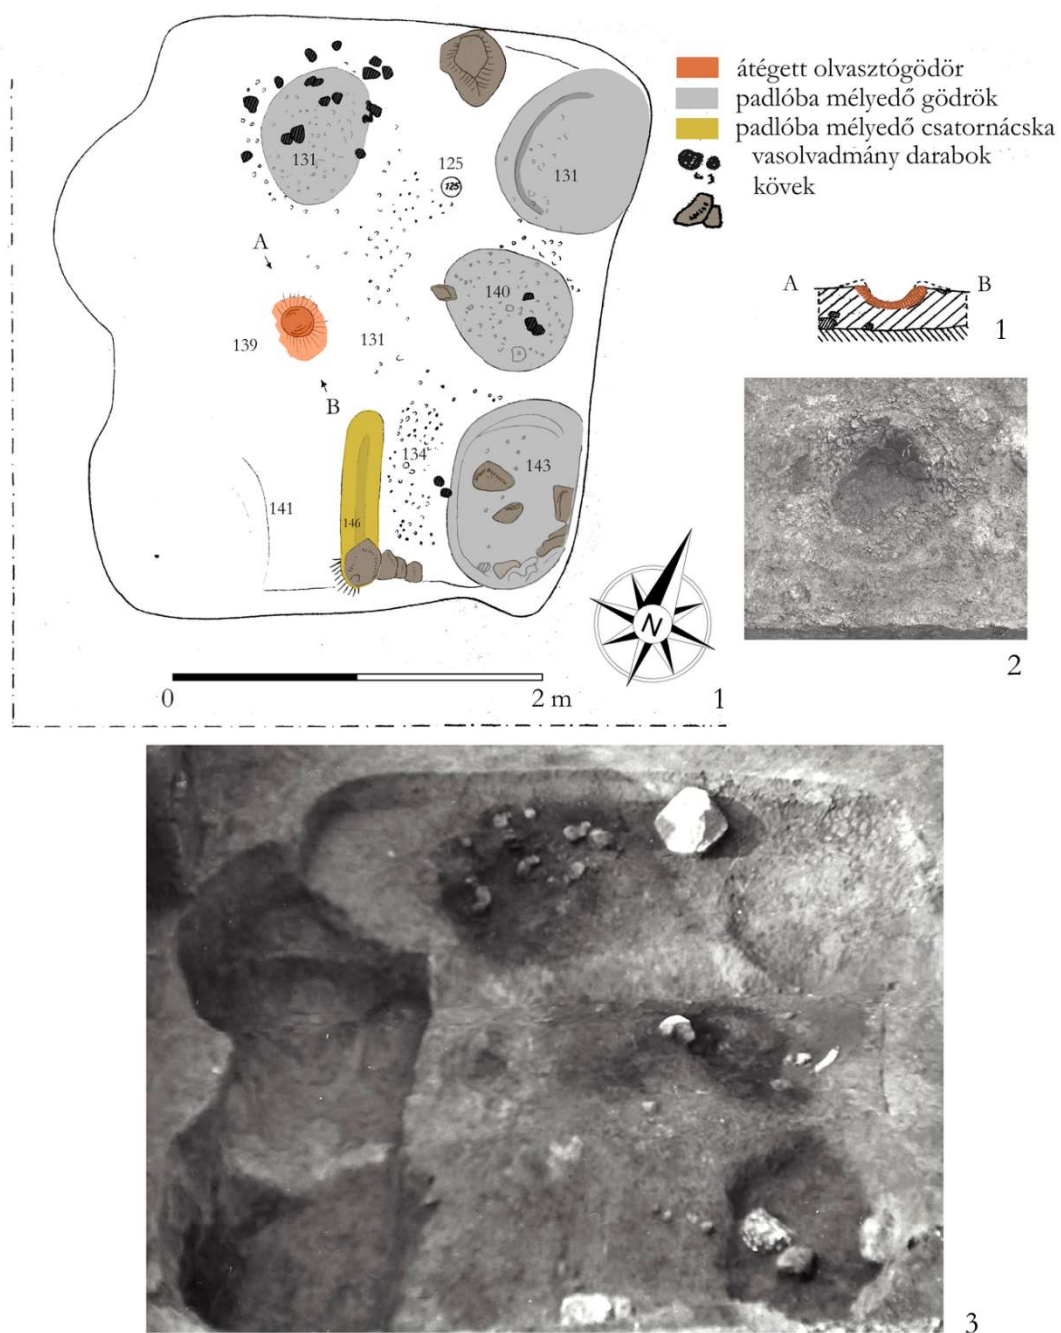 átégett olvasztógödör
padlóba mélyedő gödrök
padlóba mélyedő csatornácska
vasolvadmány darabok
kövek
131
125
125
131
A
140
139
131
B
134
143
141
146
A
B
1
N
0
2 m
1
2
3